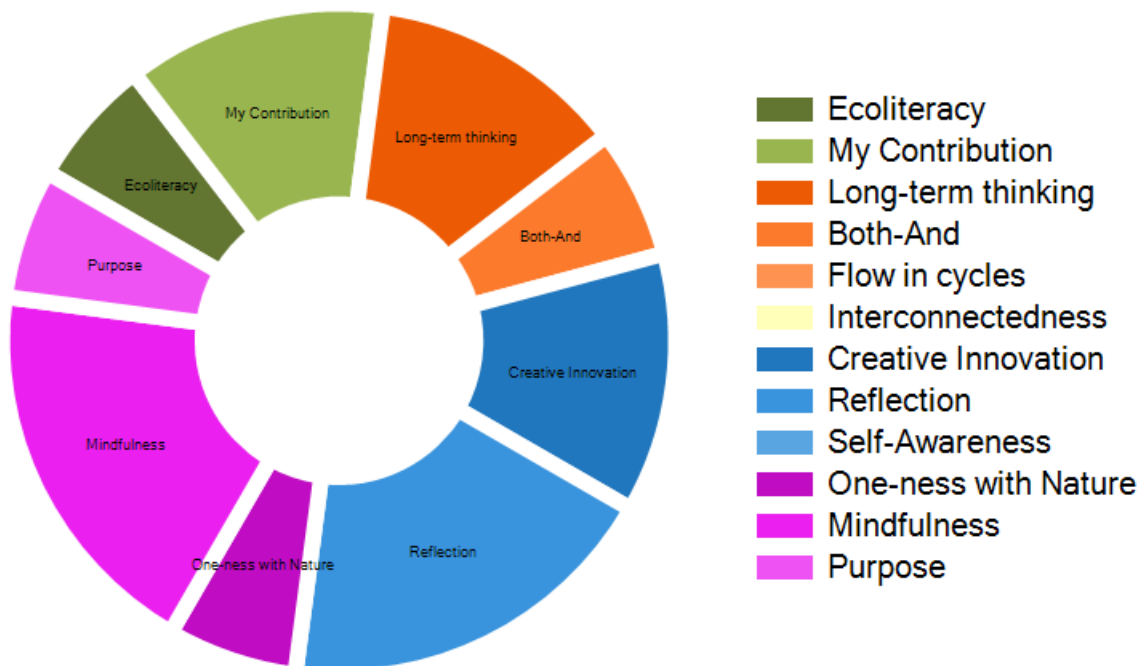 My Contribution
Long-term thinking
Ecoliteracy
Both-And
Purpose
Creative Innovation
Mindfulness
Reflection
One-ness with Nature
Ecoliteracy
My Contribution
Long-term thinking
Both-And
Flow in cycles
Interconnectedness
Creative Innovation
Reflection
Self-Awareness
One-ness with Nature
Mindfulness
Purpose